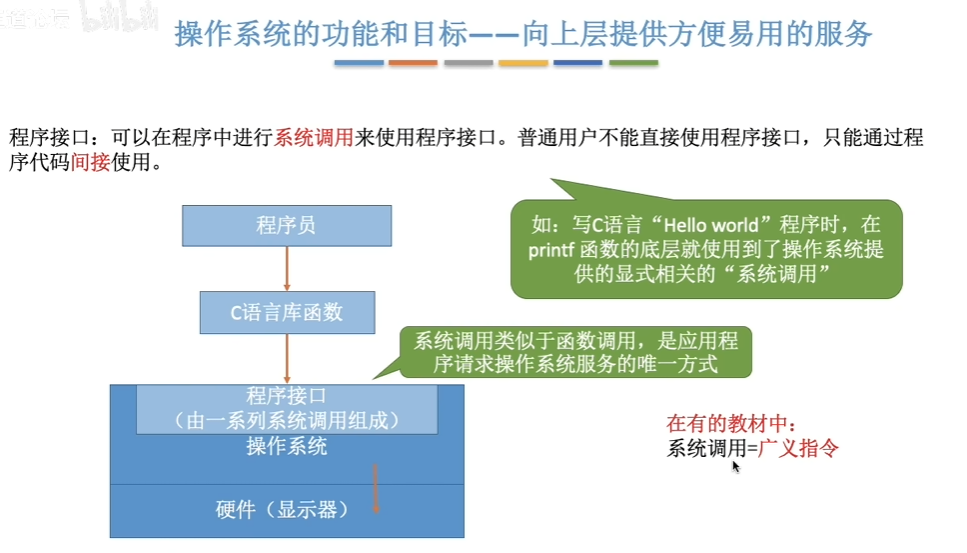 bilibili
操作系统的功能和目标——向上层提供方便易用的服务
程序接口：可以在程序中进行系统调用来使用程序接口。普通用户不能直接使用程序接口，只能通过程
序代码间接使用。
程序员
如：写C语言“Hello world”程序时，在
printf 函数的底层就使用到了操作系统提
供的显式相关的“系统调用”
C语言库函数
系统调用类似于函数调用，是应用程
序请求操作系统服务的唯一方式
程序接口
（由一系列系统调用组成）
操作系统
在有的教材中：
系统调用=广义指令
硬件（显示器）